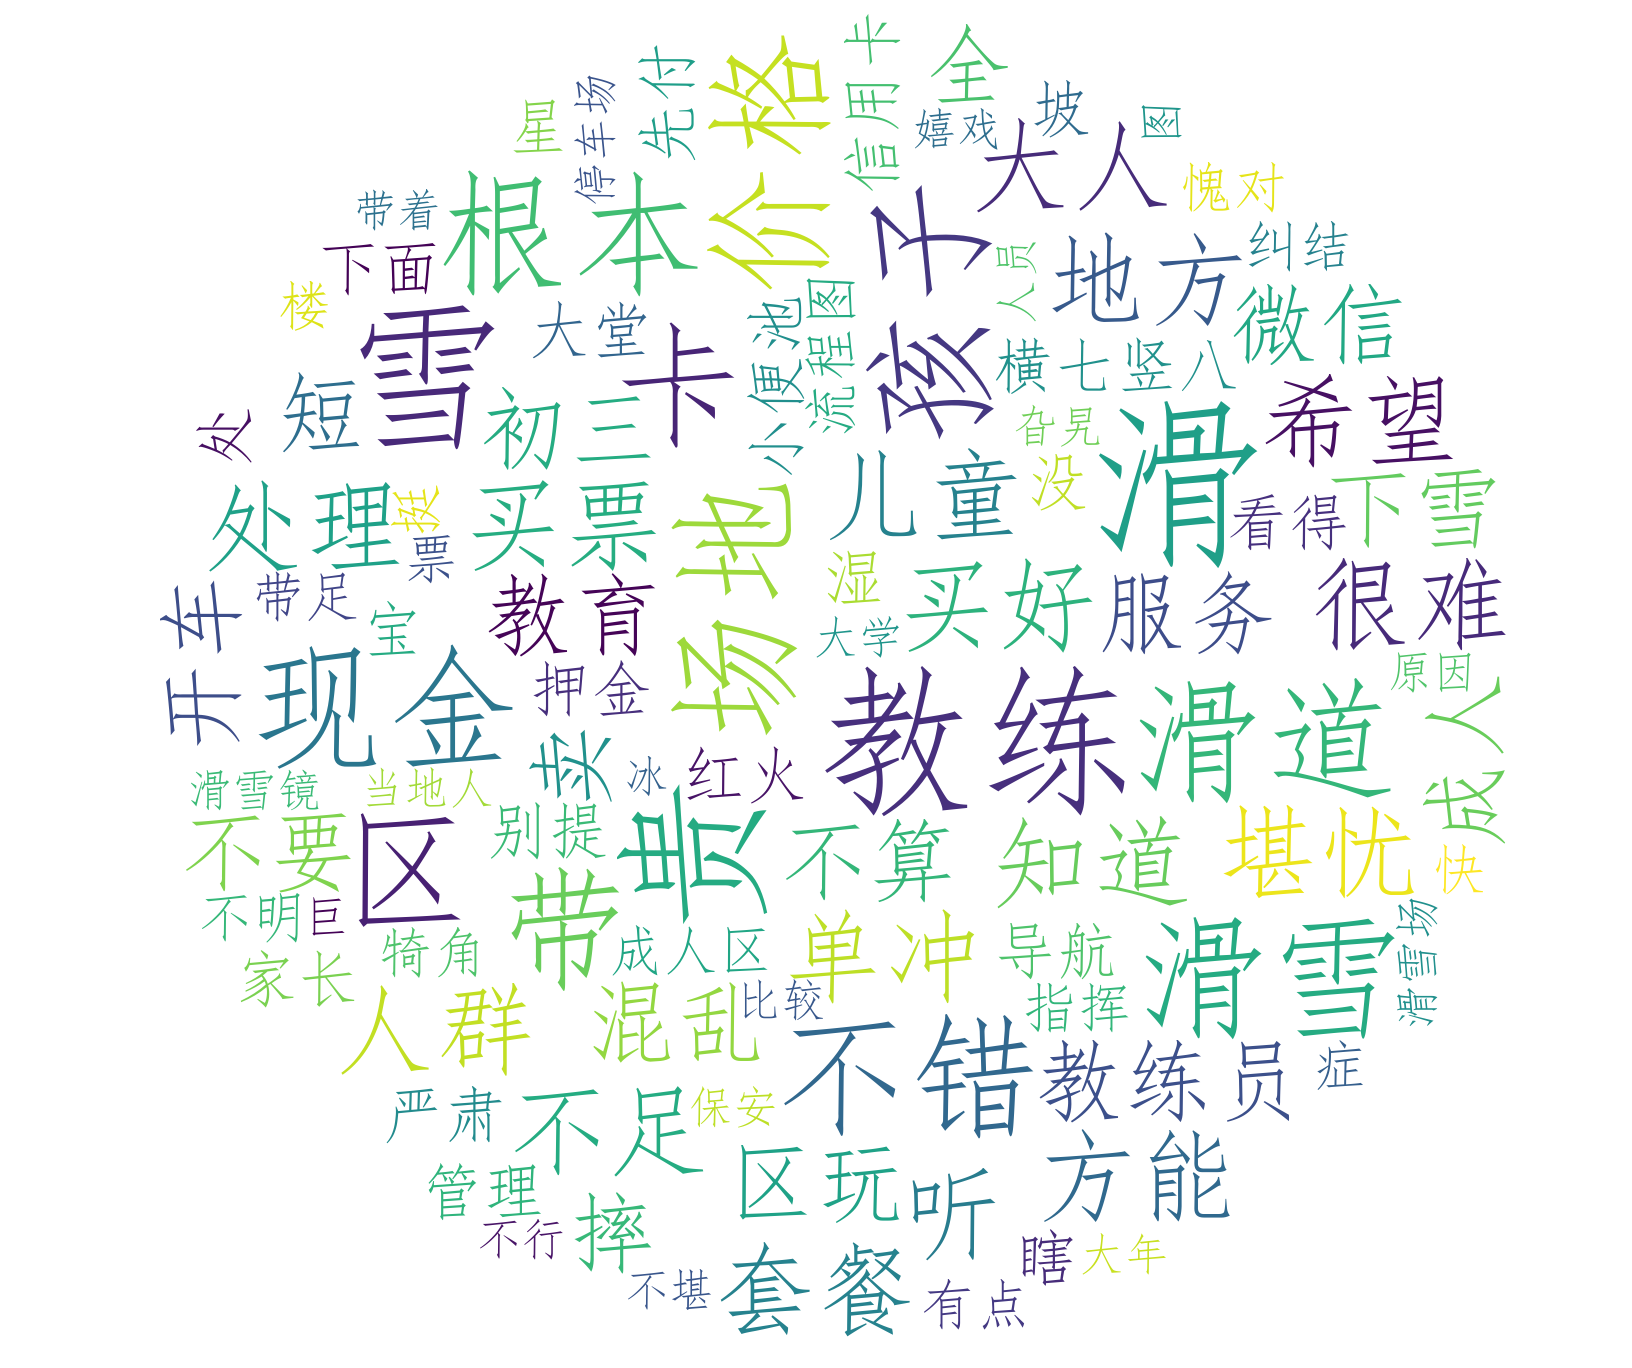 卡
全
格
先付
信用卡
停车场
坡
图
星
嬉戏
大人
愧对
带着
根本
价
孩子
下面
纠结
人员
地方
楼
微信
大堂
雪
卡
小便池
流程图
横七竖八
短
初三
希望
处
旮旯
滑
儿童
没
下雪
看得
处理
挺
买票
场地
票
湿
买好
服务
很难
开车
带足
宝
教育
大学
现金
押金
原因
教练
滑道
成人
卖
冰
红火
滑雪镜
当地人
不要
区
别提
贵
不算
知道
堪忧
快
不明
巨
带
成人区
单冲
导航
滑雪
滑雪场
家长
犄角
人群
混乱
比较
指挥
不错
教练员
症
严肃
不足
保安
管理
区玩
听
方能
不行
摔
瞎
大年
不堪
套餐
有点